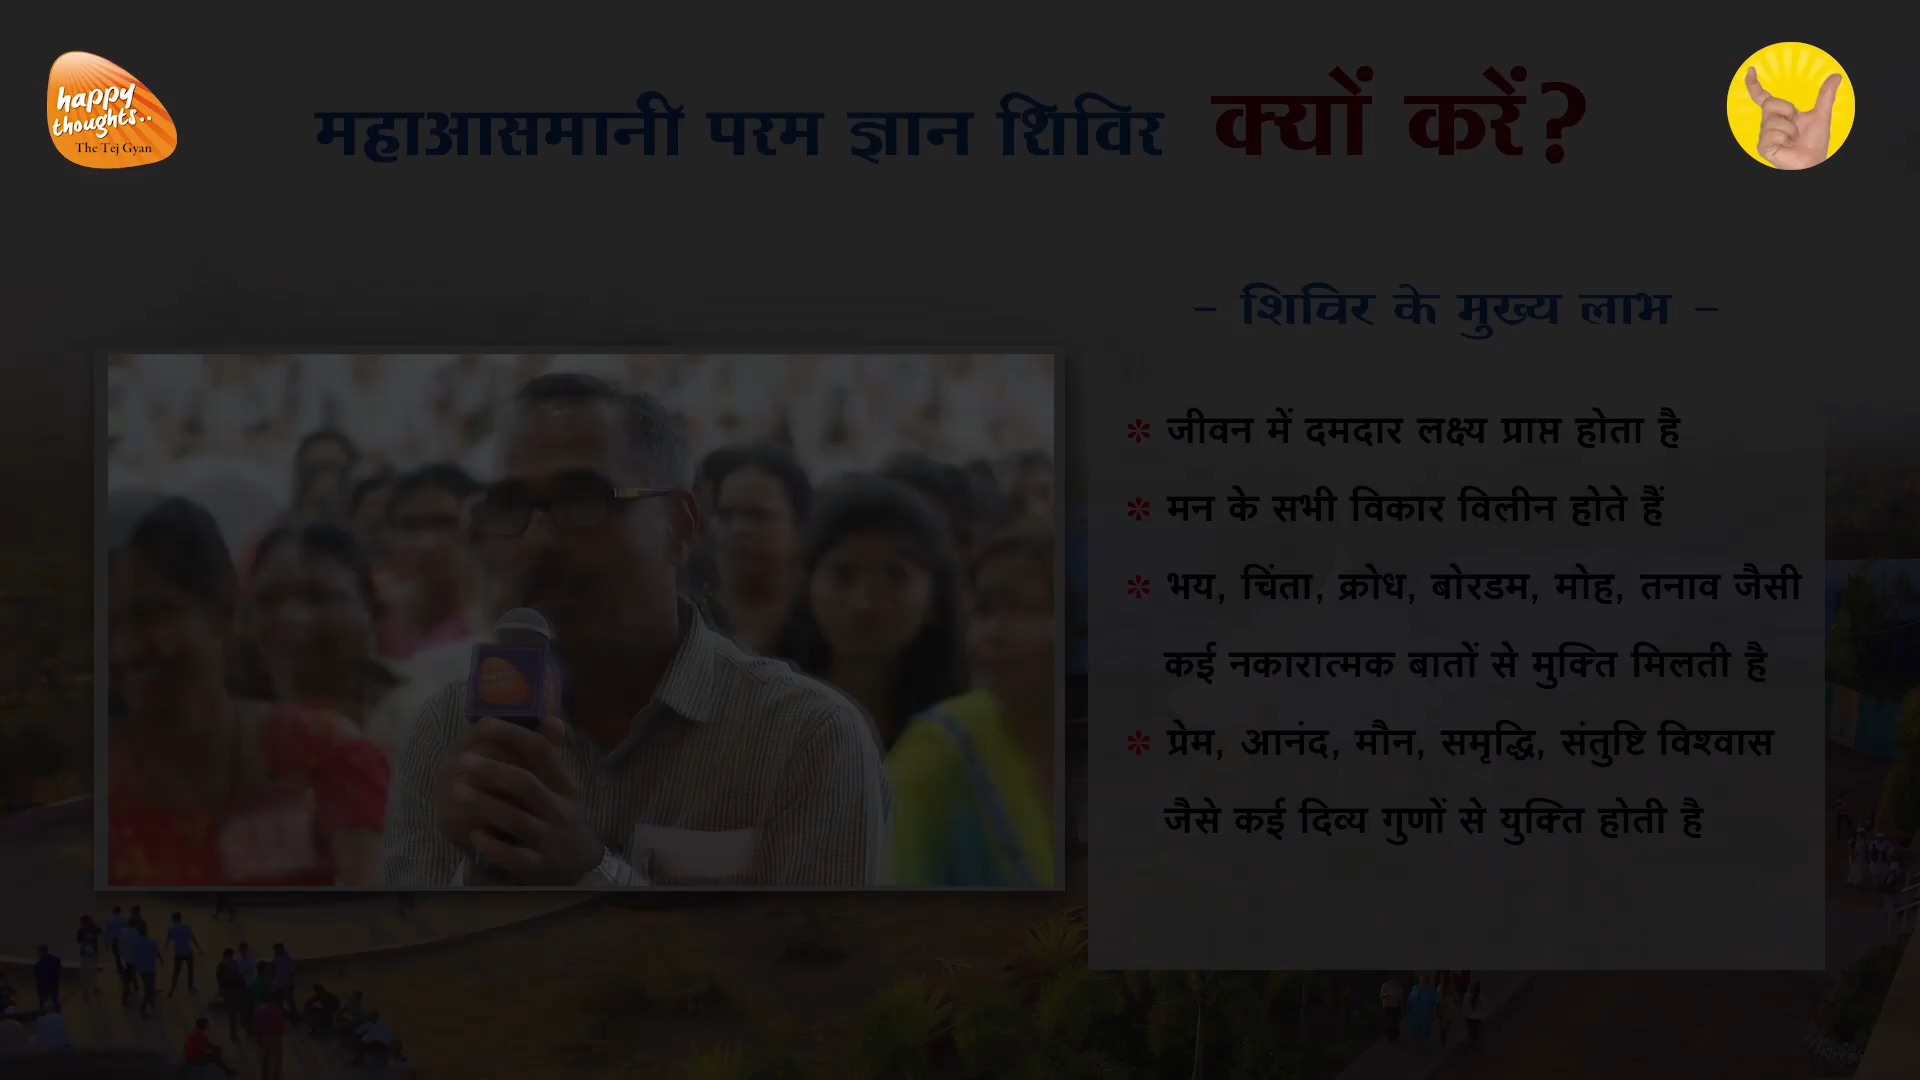 happy
thoughts..
The Tej Gyan
महाआसमानी परम ज्ञान शिविर क्यों करें?
- शिविर के मुख्य लाभ -
* जीवन में दमदार लक्ष्य प्राप्त होता है
* मन के सभी विकार विलीन होते हैं
* भय, चिंता, क्रोध, बोरडम, मोह, तनाव जैसी
कई नकारात्मक बातों से मुक्ति मिलती है
* प्रेम, आनंद, मौन, समृद्धि, संतुष्टि विश्वास
जैसे कई दिव्य गुणों से युक्ति होती है